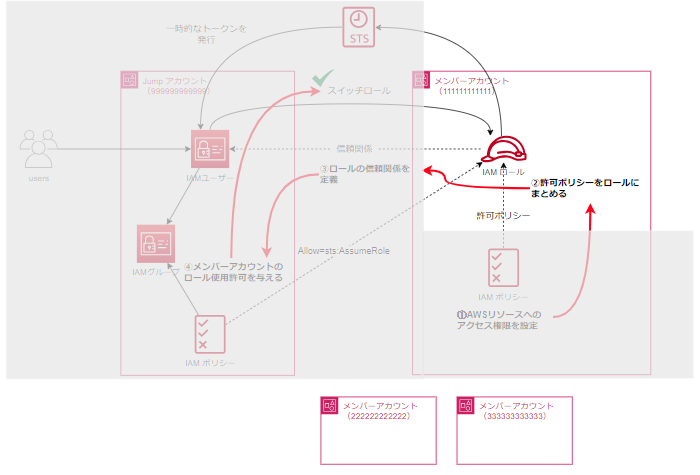 一時的なトークンを
発行
STS
Jump アカウント
(999999999999)
スイッチロール
メンバーアカウント
(111111111111)
users
IAMユーザー
信頼関係
IAM ロール
③ロールの信頼関係を
定義
②許可ポリシーをロールに
まとめる
許可ポリシー
Allow=sts:AssumeRole
IAMグループ
④メンバーアカウントの
ロール使用許可を与える
IAM ポリシー
①AWSリソースへの
アクセス権限を設定
IAM ポリシー
メンバーアカウント
(222222222222)
メンバーアカウント
(333333333333)